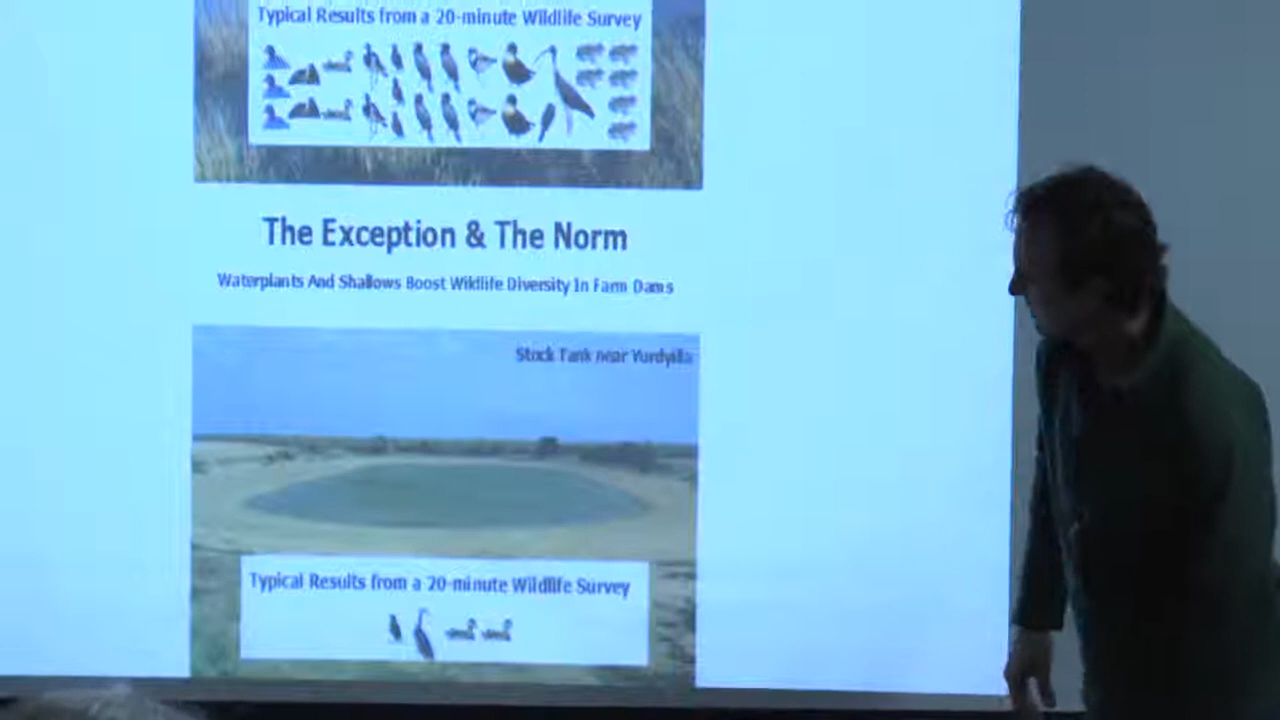 Typical Results from a 20-minute Wildlife Survey
The Exception & The Norm
Waterplants And Shallows Boost Wildlife Diversity In Farm Dams
Stock Tank near
Typical Results from a 20-minute Wildlife Survey